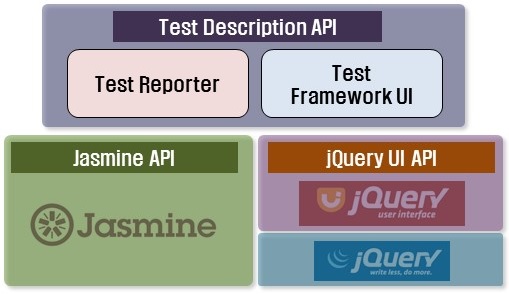 Test Description API
Test Reporter
Test
Framework UI
Jasmine API
Jasmine
jQuery UI API
jQuery
user interface
jQuery
write less, do more.